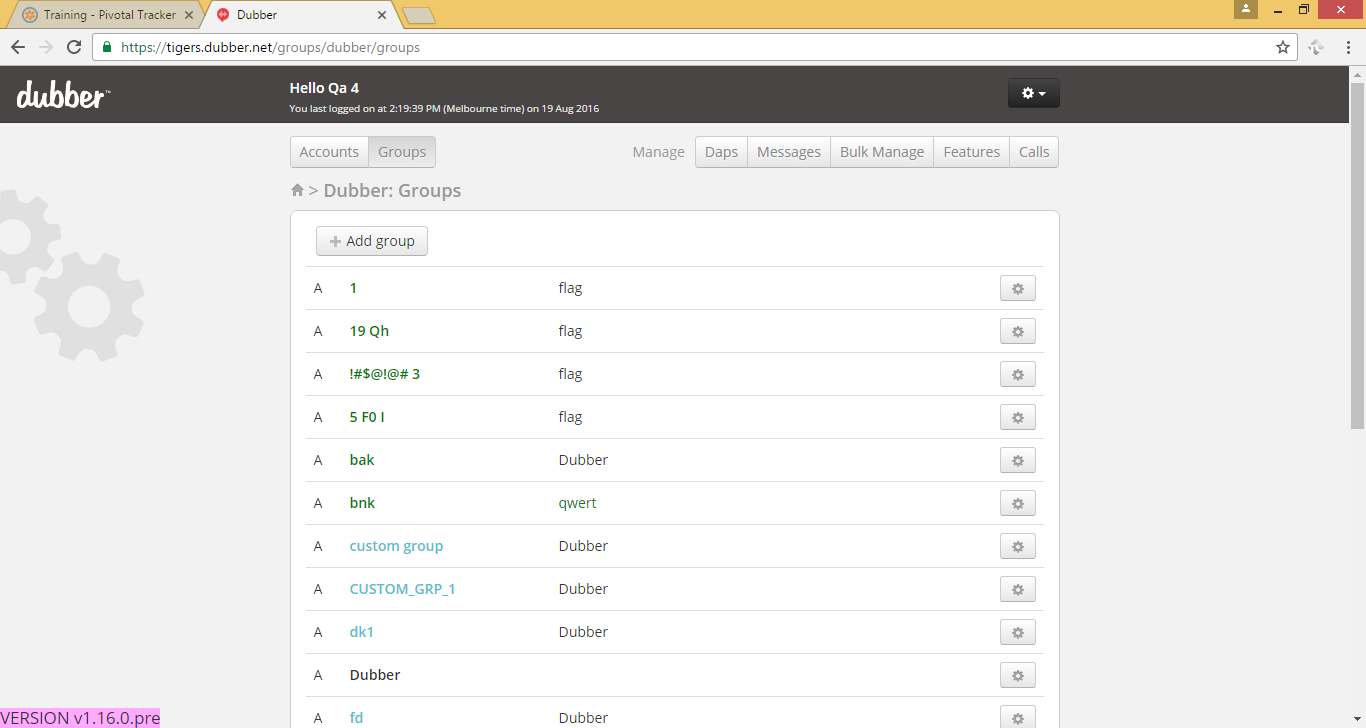 Training - Pivotal Tracker
Dubber
https://tigers.dubber.net/groups/dubber/groups
dubber™
Hello Qa 4
You last logged on at 2:19:39 PM (Melbourne time) on 19 Aug 2016
Accounts Groups Manage Daps Messages Bulk Manage Features Calls
> Dubber: Groups
+ Add group
A 1 flag
A 19 Qh flag
A !#$@!@# 3 flag
A 5 F0 I flag
A bak Dubber
A bnk qwert
A custom group Dubber
A CUSTOM_GRP_1 Dubber
A dk1 Dubber
A Dubber
A fd Dubber
VERSION v1.16.0.pre